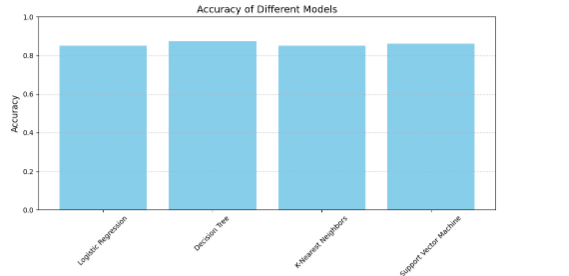 Accuracy of Different Models
1.0
0.8
0.6
0.4
0.2
0.0
Accuracy
Logistic Regression
Decision Tree
K-Nearest Neighbors
Support Vector Machine